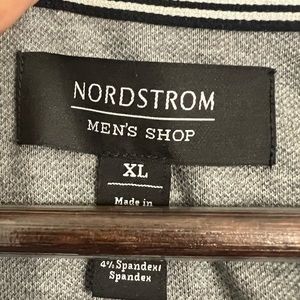 NORDSTROM
MEN'S SHOP
XL
Made in
4% Spandex/
Spandex